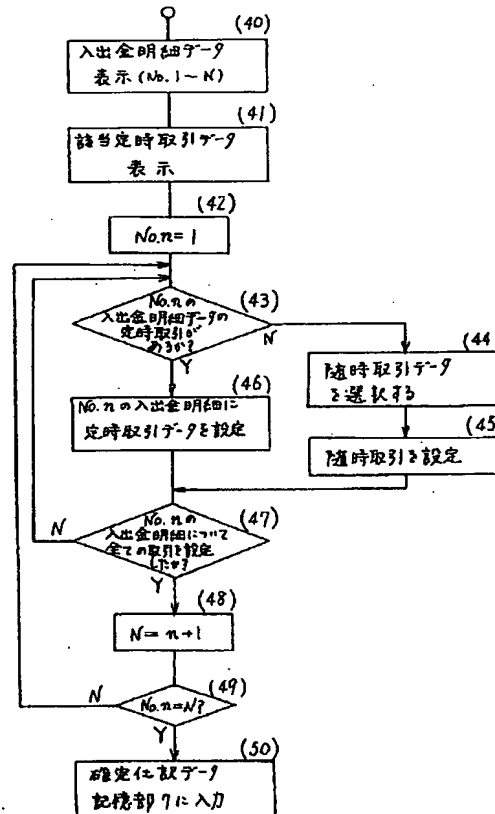 (40)
入出金明細データ
表示(No.1~N)
(41)
該当定時取引データ
表示
(42)
No.n=1
(43)
No.nの
入出金明細データの
定時取引が
あるか?
N
Y
(44
随時取引データ
を選択する
(45
随時取引を設定
(46)
No.nの入出金明細に
定時取引データを設定
(47)
No.nの
入出金明細について
全ての取引を設定
したか?
N
Y
(48)
N=n+1
(49)
No.n=N?
N
Y
(50)
確定仕訳データ
記憶部7に入力